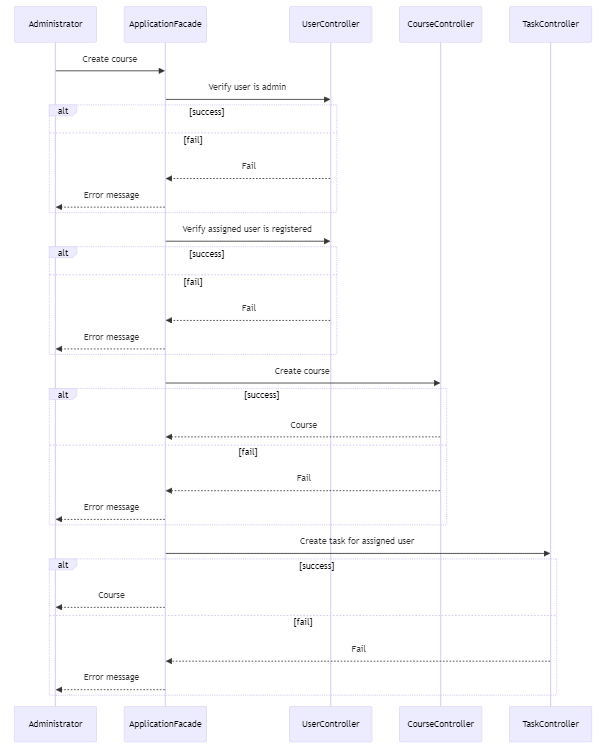 Administrator ApplicationFacade UserController CourseController TaskController
Create course
Verify user is admin
alt [success]
[fail]
Fail
Error message
Verify assigned user is registered
alt [success]
[fail]
Fail
Error message
Create course
alt [success]
Course
[fail]
Fail
Error message
Create task for assigned user
alt [success]
Course
[fail]
Fail
Error message
Administrator ApplicationFacade UserController CourseController TaskController